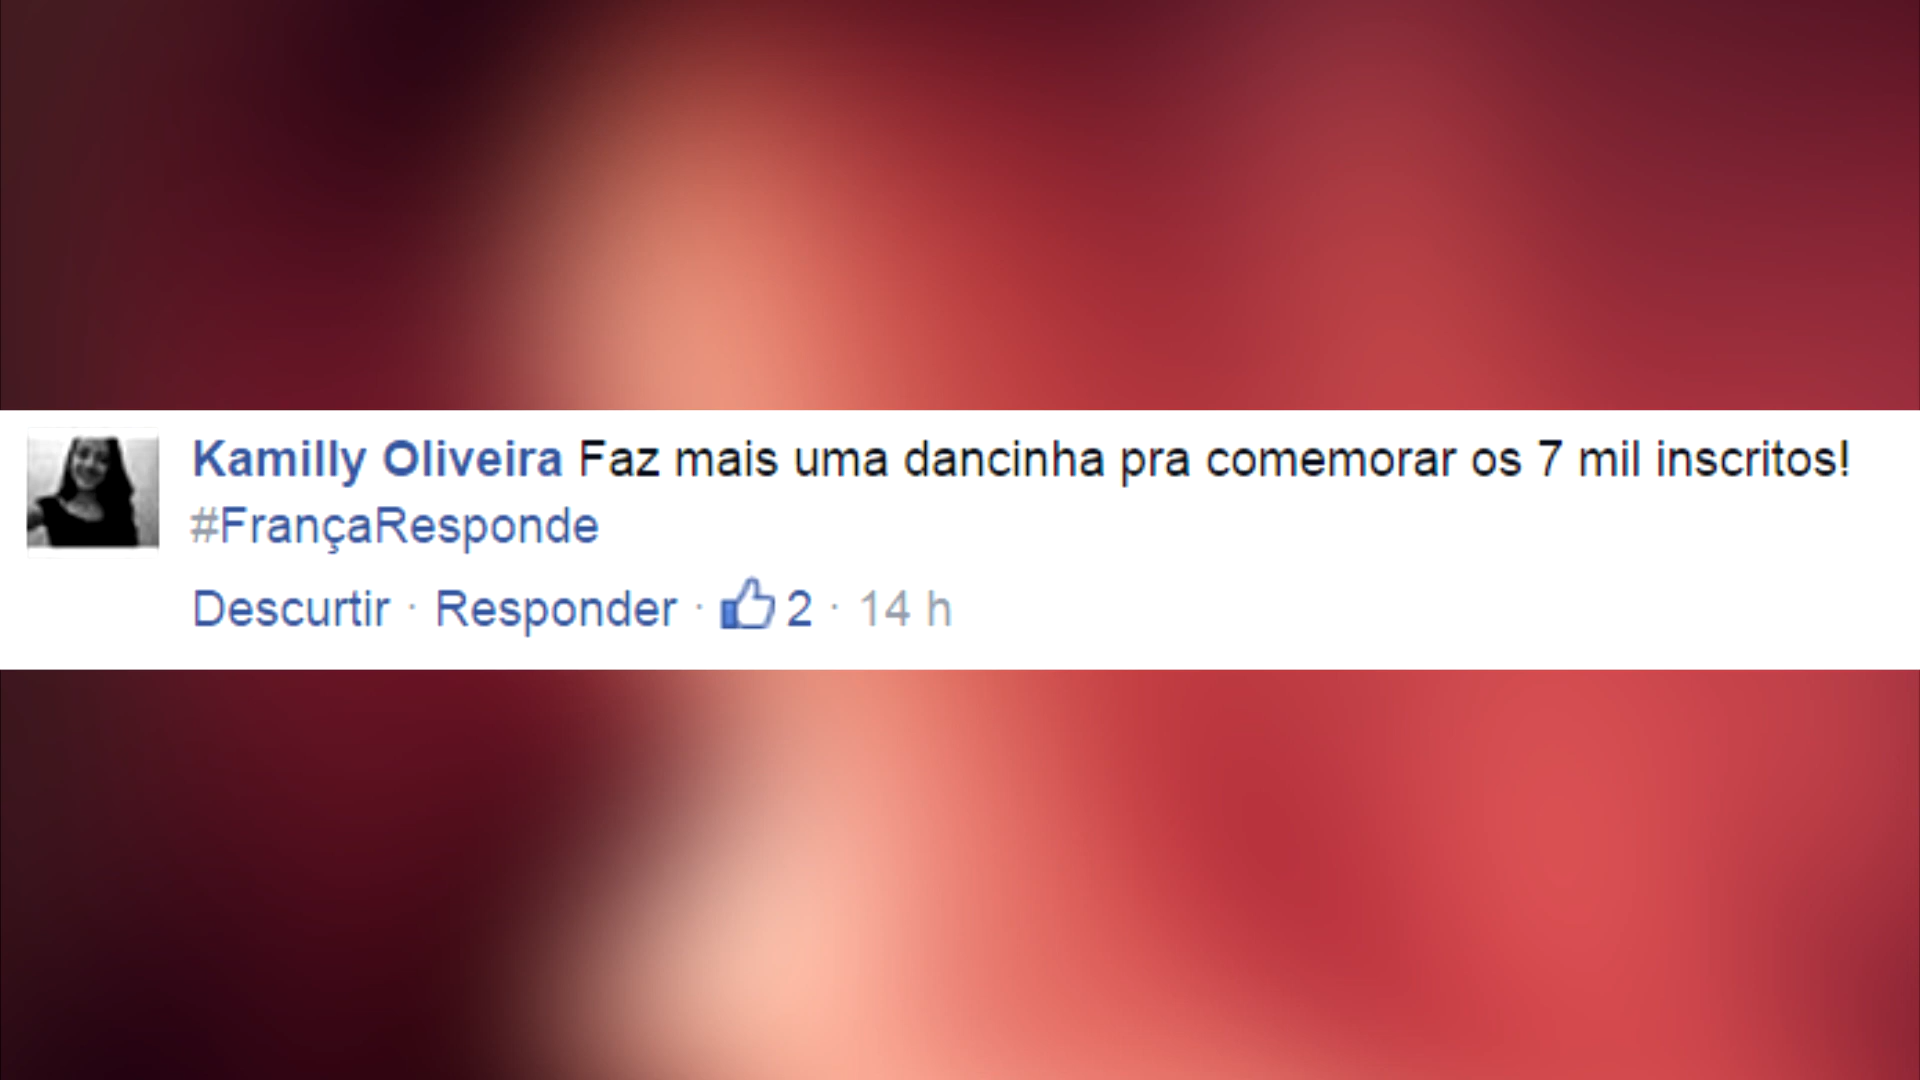 Kamilly Oliveira Faz mais uma dancinha pra comemorar os 7 mil inscritos!
#FrançaResponde
Descurtir · Responder · 2 · 14 h